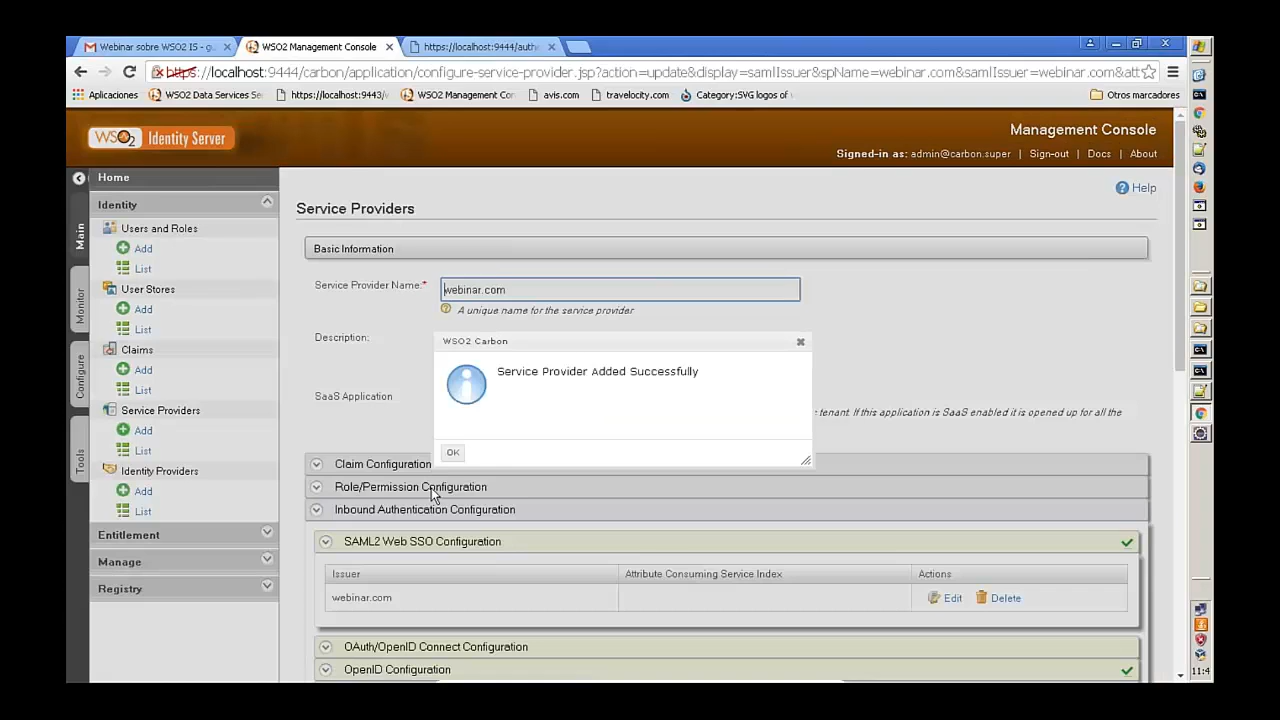 Webinar sobre WSO2 IS - g
WSO2 Management Console
https://localhost:9444/auth
https://localhost:9444/carbon/application/configure-service-provider.jsp?action=update&display=samlIssuer&spName=webinar.com&samlIssuer=webinar.com&att
Aplicaciones
WSO2 Data Services Se
https://localhost:9443/
WSO2 Management Cor
avis.com
travelocity.com
Category:SVG logos of
Otros marcadores
WSO2 Identity Server
Management Console
Signed-in as: admin@carbon.super | Sign-out | Docs | About
Home
Help
Main
Monitor
Configure
Tools
Identity
Users and Roles
Add
List
User Stores
Add
List
Claims
Add
List
Service Providers
Add
List
Identity Providers
Add
List
Entitlement
Manage
Registry
Service Providers
Basic Information
Service Provider Name:*
webinar.com
A unique name for the service provider
Description:
WSO2 Carbon
Service Provider Added Successfully
OK
SaaS Application
tenant. If this application is SaaS enabled it is opened up for all the
Claim Configuration
Role/Permission Configuration
Inbound Authentication Configuration
SAML2 Web SSO Configuration
Issuer
Attribute Consuming Service Index
Actions
webinar.com
Edit
Delete
OAuth/OpenID Connect Configuration
OpenID Configuration
11:4